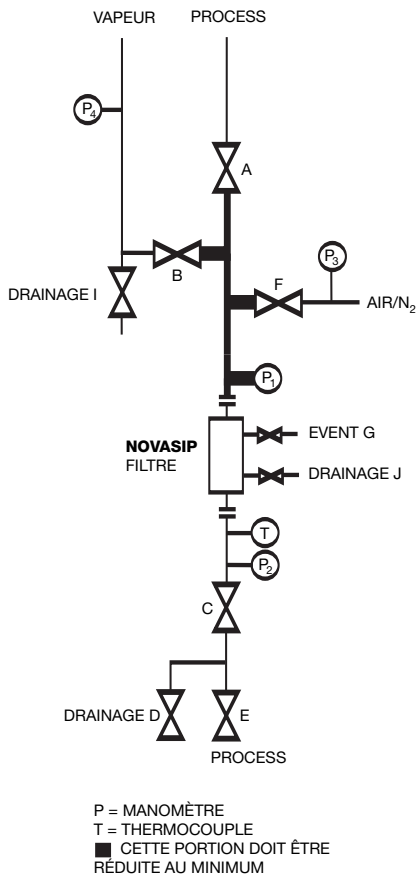 VAPEUR
PROCESS
P4
A
B
F
P3
DRAINAGE I
AIR/N2
P1
NOVASIP
FILTRE
EVENT G
DRAINAGE J
T
P2
C
DRAINAGE D
E
PROCESS
P = MANOMÈTRE
T = THERMOCOUPLE
CETTE PORTION DOIT ÊTRE
RÉDUITE AU MINIMUM